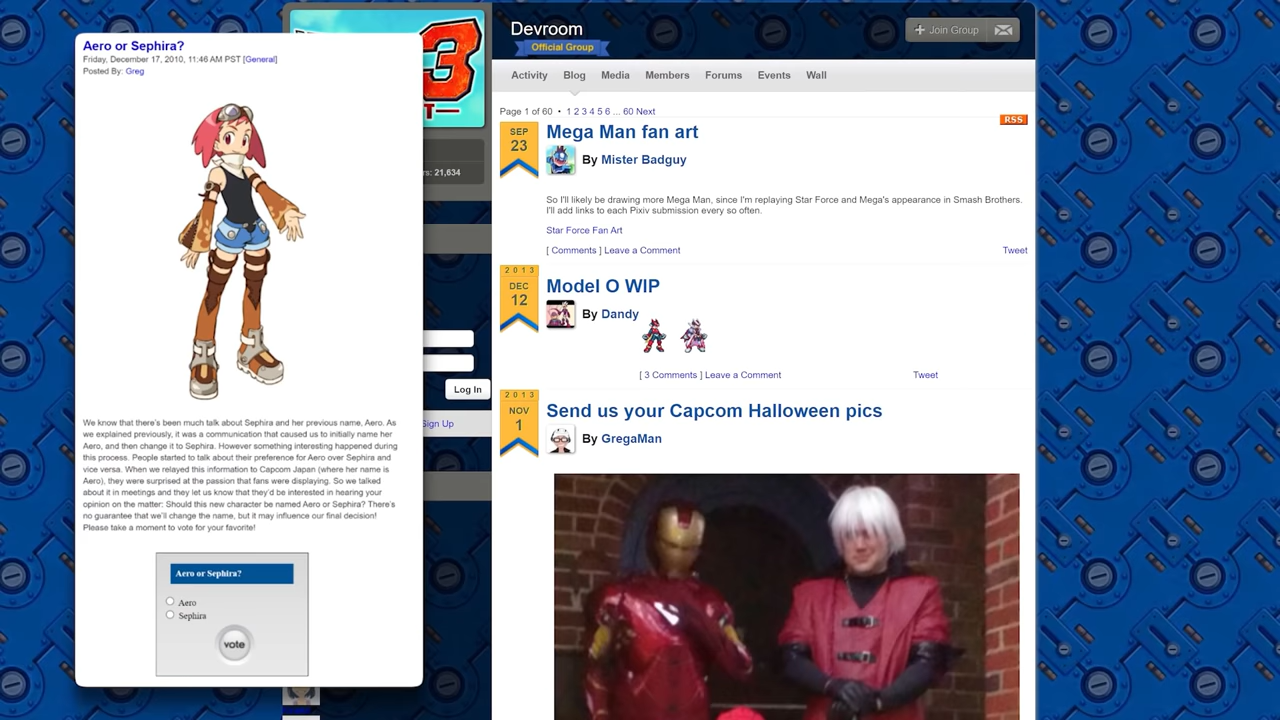 Aero or Sephira?
Friday, December 17, 2010, 11:46 AM PST [General]
Posted By: Greg
We know that there's been much talk about Sephira and her previous name, Aero. As
we explained previously, it was a communication that caused us to initially name her
Aero, and then change it to Sephira. However something interesting happened during
this process. People started to talk about their preference for Aero over Sephira and
vice versa. When we relayed this information to Capcom Japan (where her name is
Aero), they were surprised at the passion that fans were displaying. So we talked
about it in meetings and they let us know that they'd be interested in hearing your
opinion on the matter: Should this new character be named Aero or Sephira? There's
no guarantee that we'll change the name, but it may influence our final decision!
Please take a moment to vote for your favorite!
Aero or Sephira?
Aero
Sephira
vote
3
rs: 21,634
Log In
Sign Up
Devroom
Official Group
+ Join Group
Activity Blog Media Members Forums Events Wall
Page 1 of 60 • 1 2 3 4 5 6 ... 60 Next
RSS
SEP
23
Mega Man fan art
By Mister Badguy
So I'll likely be drawing more Mega Man, since I'm replaying Star Force and Mega's appearance in Smash Brothers.
I'll add links to each Pixiv submission every so often.
Star Force Fan Art
[ Comments ] Leave a Comment Tweet
2013
DEC
12
Model O WIP
By Dandy
[ 3 Comments ] Leave a Comment Tweet
2013
NOV
1
Send us your Capcom Halloween pics
By GregaMan